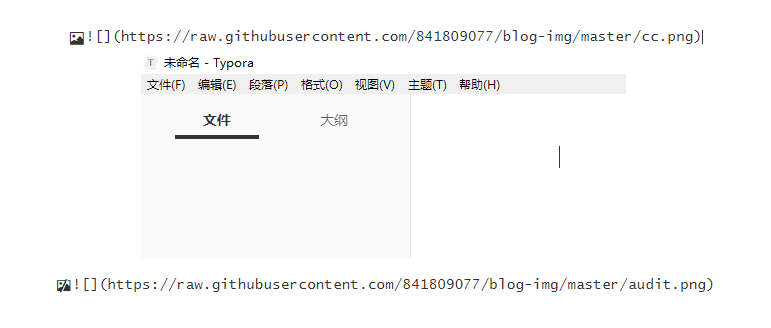 ![](https://raw.githubusercontent.com/841809077/blog-img/master/cc.png)
T 未命名 - Typora
文件(F) 编辑(E) 段落(P) 格式(O) 视图(V) 主题(T) 帮助(H)
文件 大纲
![](https://raw.githubusercontent.com/841809077/blog-img/master/audit.png)